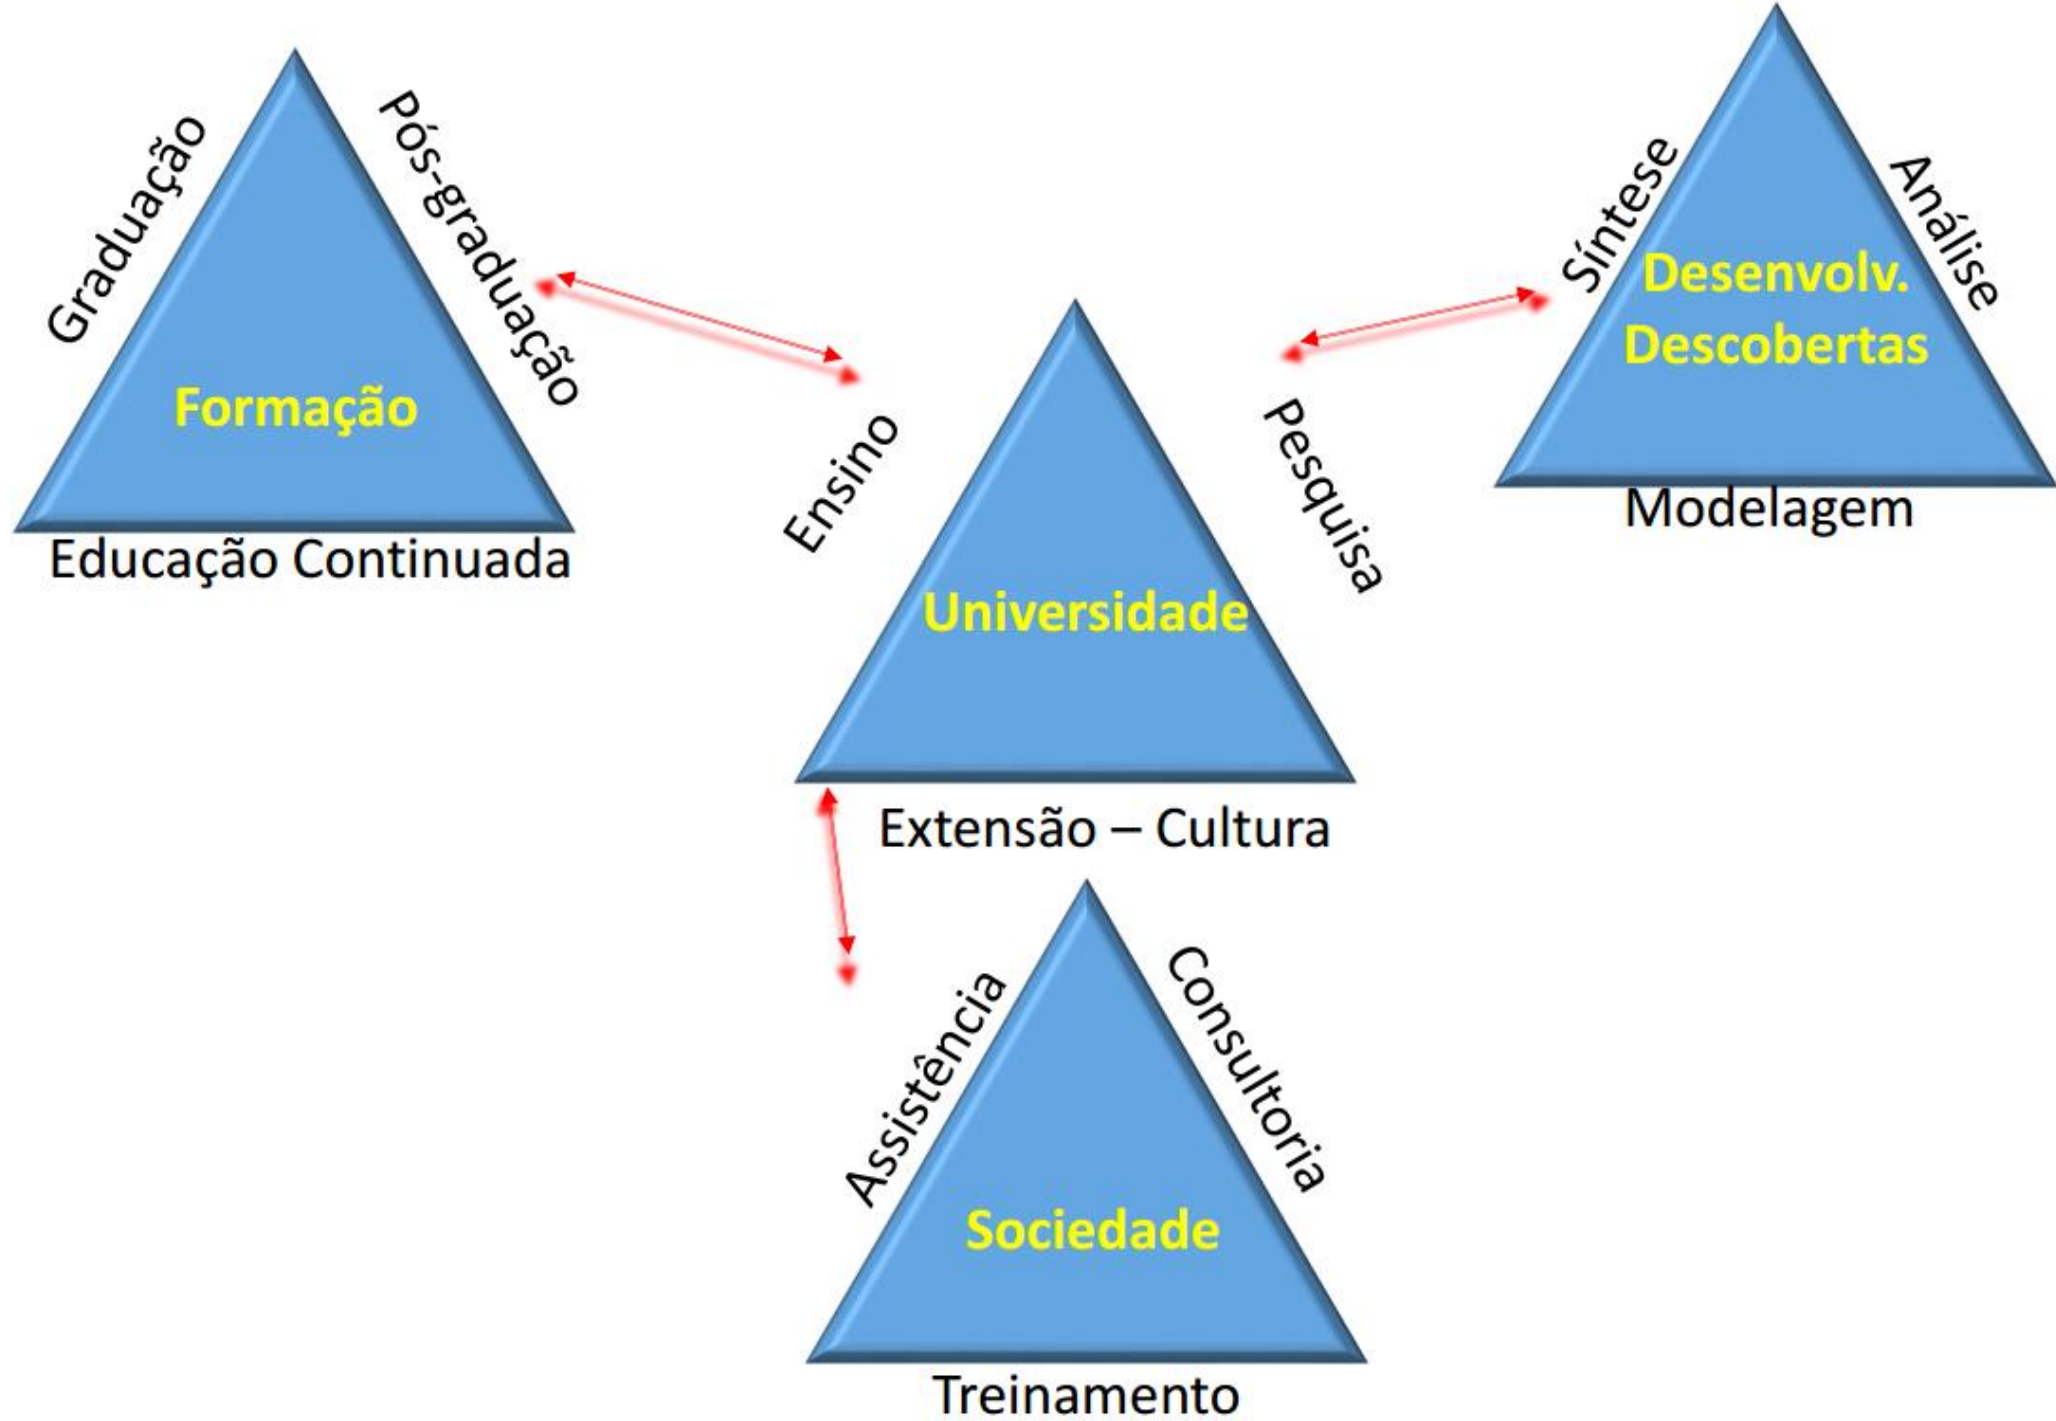 Graduação
Pós-graduação
Formação
Educação Continuada
Síntese
Análise
Desenvolv.
Descobertas
Modelagem
Ensino
Pesquisa
Universidade
Extensão – Cultura
Assistência
Consultoria
Sociedade
Treinamento